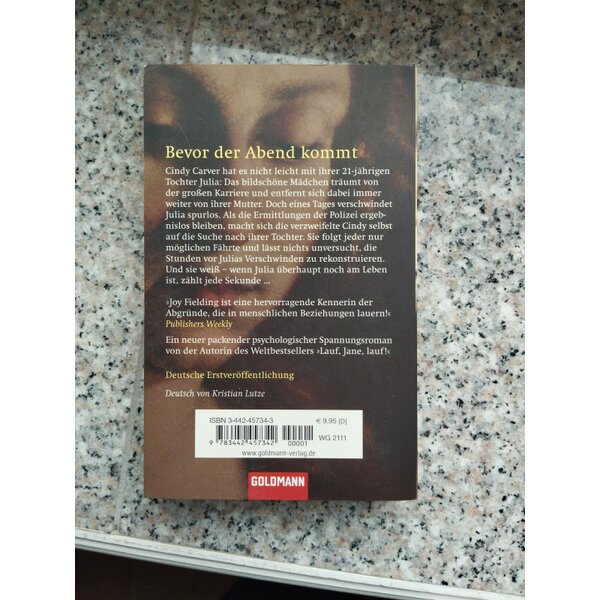 Bevor der Abend kommt
Cindy Carver hat es nicht leicht mit ihrer 21-jährigen
Tochter Julia: Das bildschöne Mädchen träumt von
der großen Karriere und entfernt sich dabei immer
weiter von ihrer Mutter. Doch eines Tages verschwindet
Julia spurlos. Als die Ermittlungen der Polizei ergeb-
nislos bleiben, macht sich die verzweifelte Cindy selbst
auf die Suche nach ihrer Tochter. Sie folgt jeder nur
möglichen Fährte und lässt nichts unversucht, die
Stunden vor Julias Verschwinden zu rekonstruieren.
Und sie weiß – wenn Julia überhaupt noch am Leben
ist, zählt jede Sekunde ...
›Joy Fielding ist eine hervorragende Kennerin der
Abgründe, die in menschlichen Beziehungen lauern!‹
Publishers Weekly
Ein neuer packender psychologischer Spannungsroman
von der Autorin des Weltbestsellers ›Lauf, Jane, lauf!‹
Deutsche Erstveröffentlichung
Deutsch von Kristian Lutze
ISBN 3-442-45734-3
€ 9,95 [D]
9 783442 457342
00001
WG 2111
www.goldmann-verlag.de
GOLDMANN